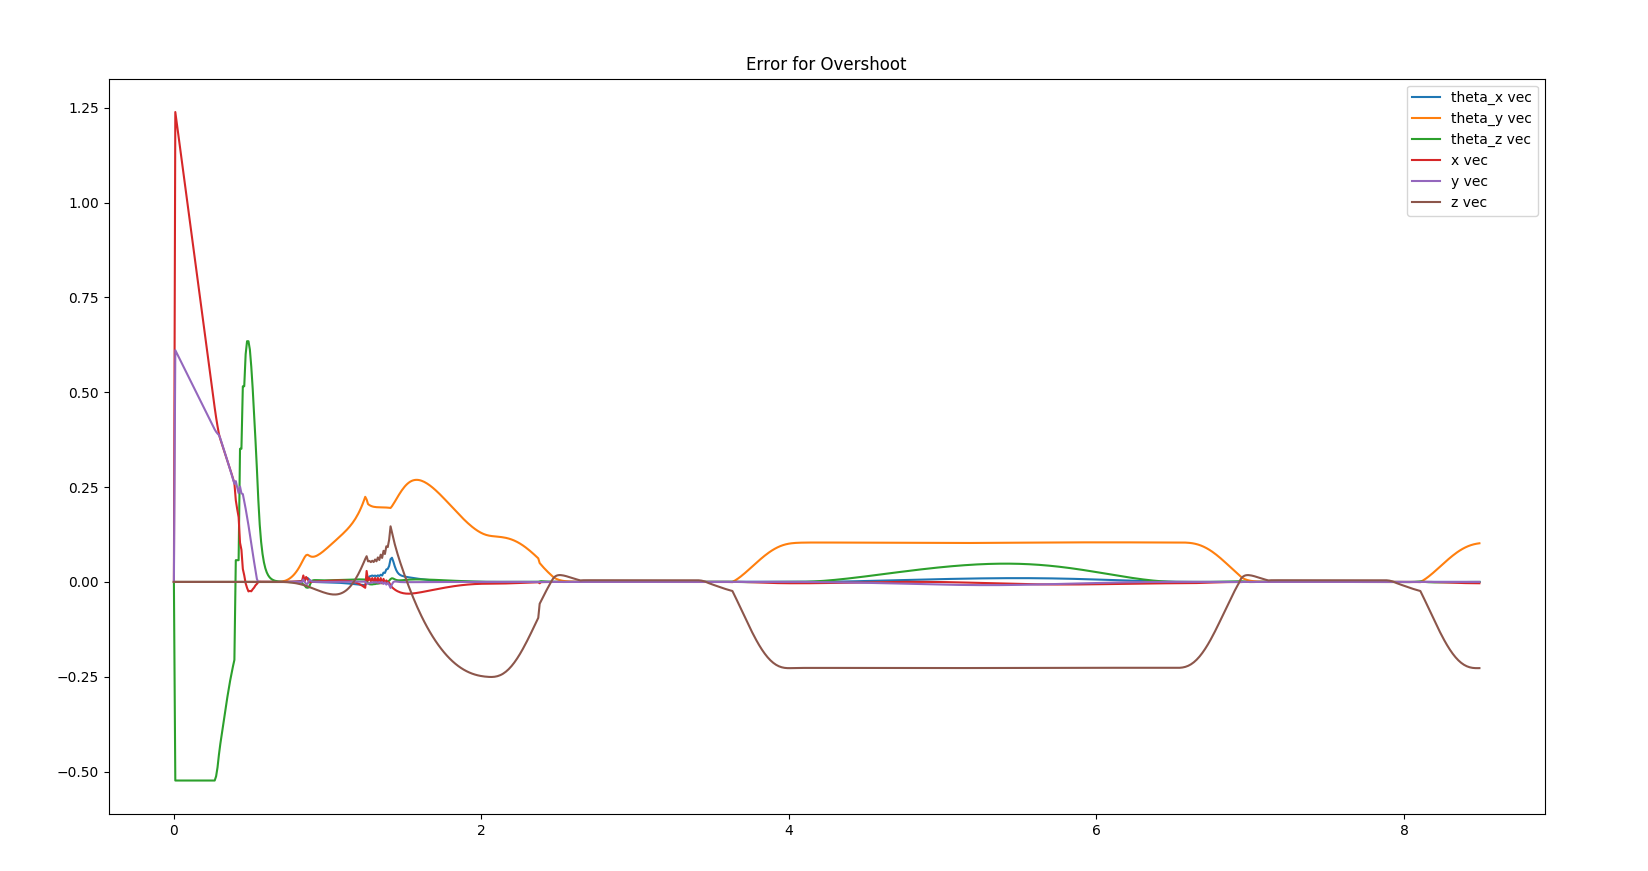 Error for Overshoot
1.25
1.00
0.75
0.50
0.25
0.00
−0.25
−0.50
0
2
4
6
8
theta_x vec
theta_y vec
theta_z vec
x vec
y vec
z vec